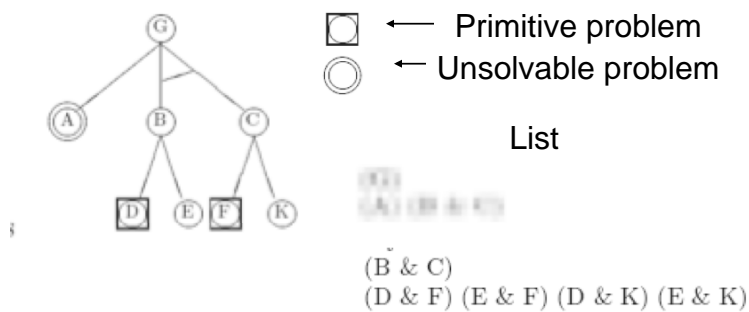 G
A
B
C
D
E
F
K
Primitive problem
Unsolvable problem
List
(B & C)
(D & F) (E & F) (D & K) (E & K)